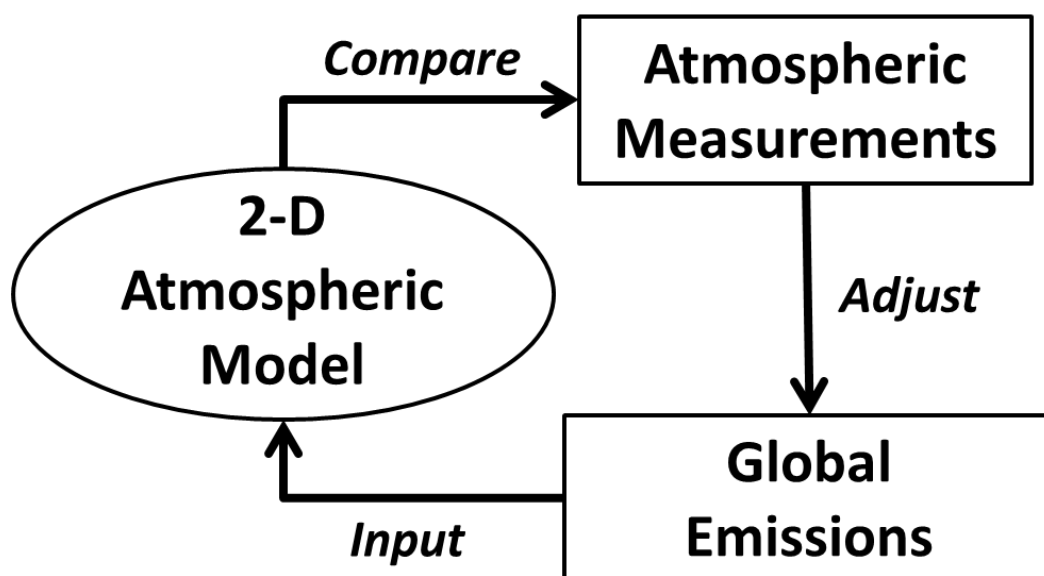 Compare
Atmospheric
Measurements
2-D
Atmospheric
Model
Adjust
Global
Emissions
Input